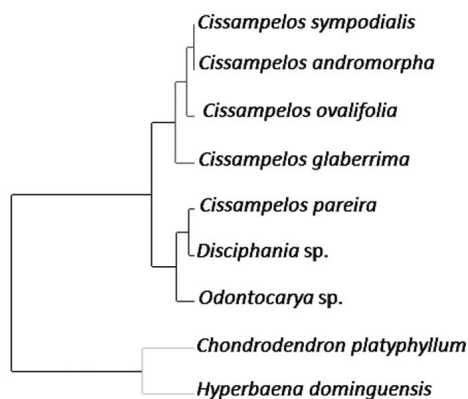 Cissampelos sympodialis
Cissampelos andromorpha
Cissampelos ovalifolia
Cissampelos glaberrima
Cissampelos pareira
Disciphania sp.
Odontocarya sp.
Chondrodendron platyphyllum
Hyperbaena dominguensis